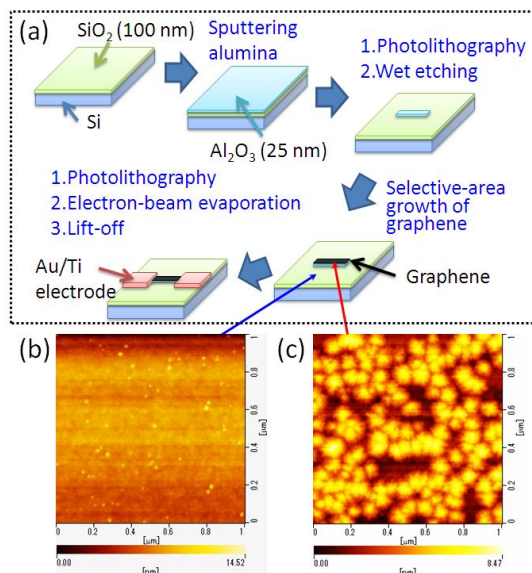 (a)
SiO₂ (100 nm)
Si
Sputtering
alumina
Al₂O₃ (25 nm)
1.Photolithography
2.Wet etching
Selective-area
growth of
graphene
Graphene
1.Photolithography
2.Electron-beam evaporation
3.Lift-off
Au/Ti
electrode
(b)
0 0.2 0.4 0.6 0.8 1
[μm]
0 0.2 0.4 0.6 0.8 1
[μm]
0.00 14.52
[nm]
(c)
0 0.2 0.4 0.6 0.8 1
[μm]
0 0.2 0.4 0.6 0.8 1
[μm]
0.00 8.47
[nm]